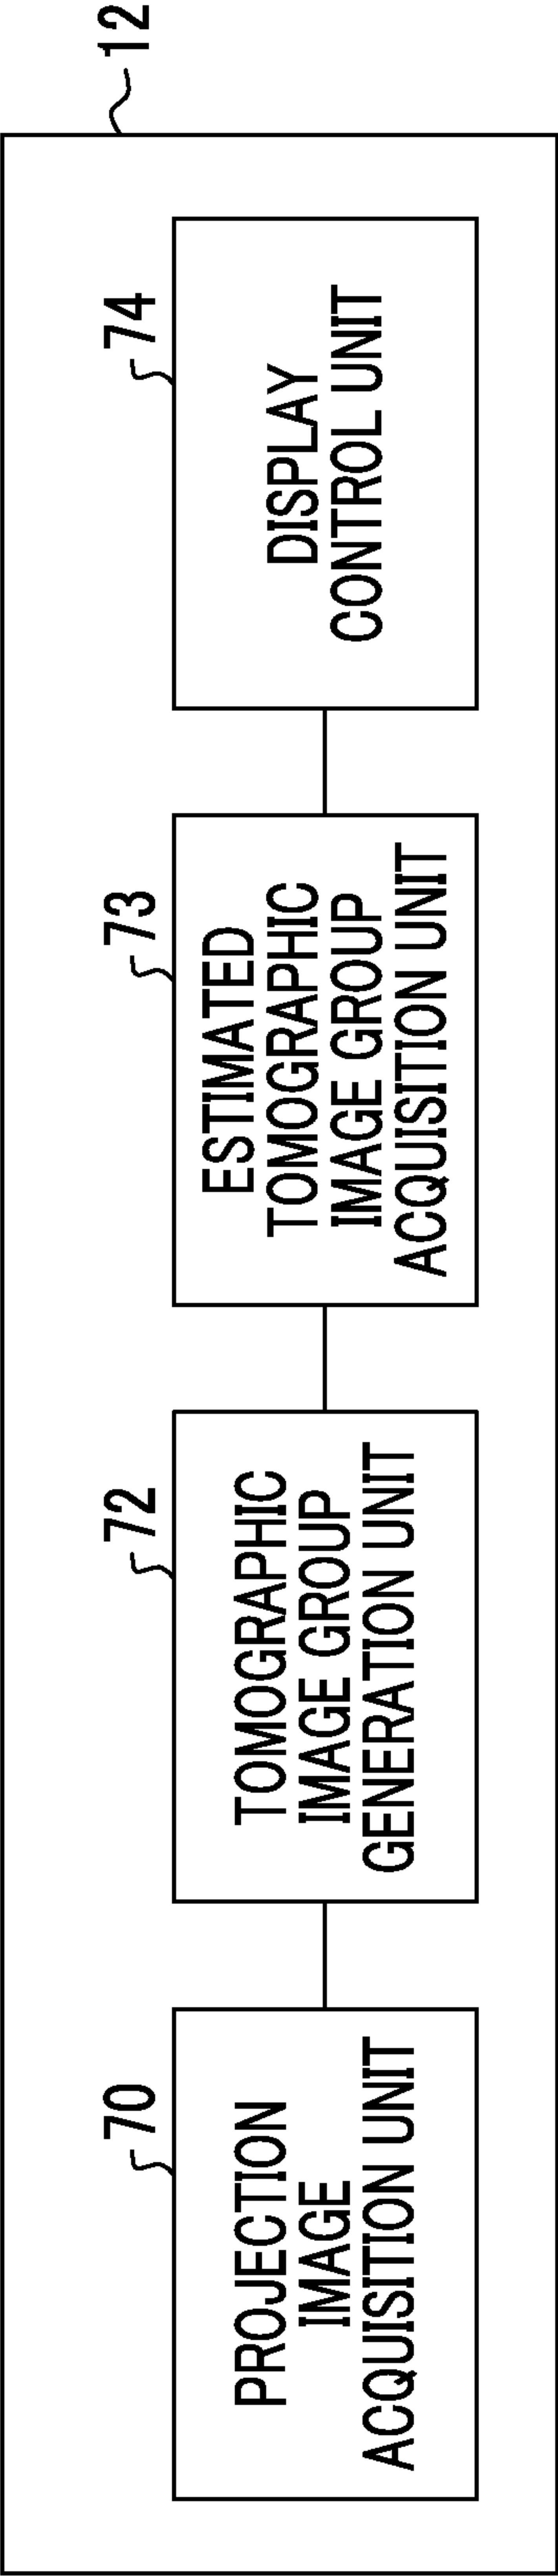 12
70
PROJECTION
IMAGE
ACQUISITION UNIT
72
TOMOGRAPHIC
IMAGE GROUP
GENERATION UNIT
73
ESTIMATED
TOMOGRAPHIC
IMAGE GROUP
ACQUISITION UNIT
74
DISPLAY
CONTROL UNIT